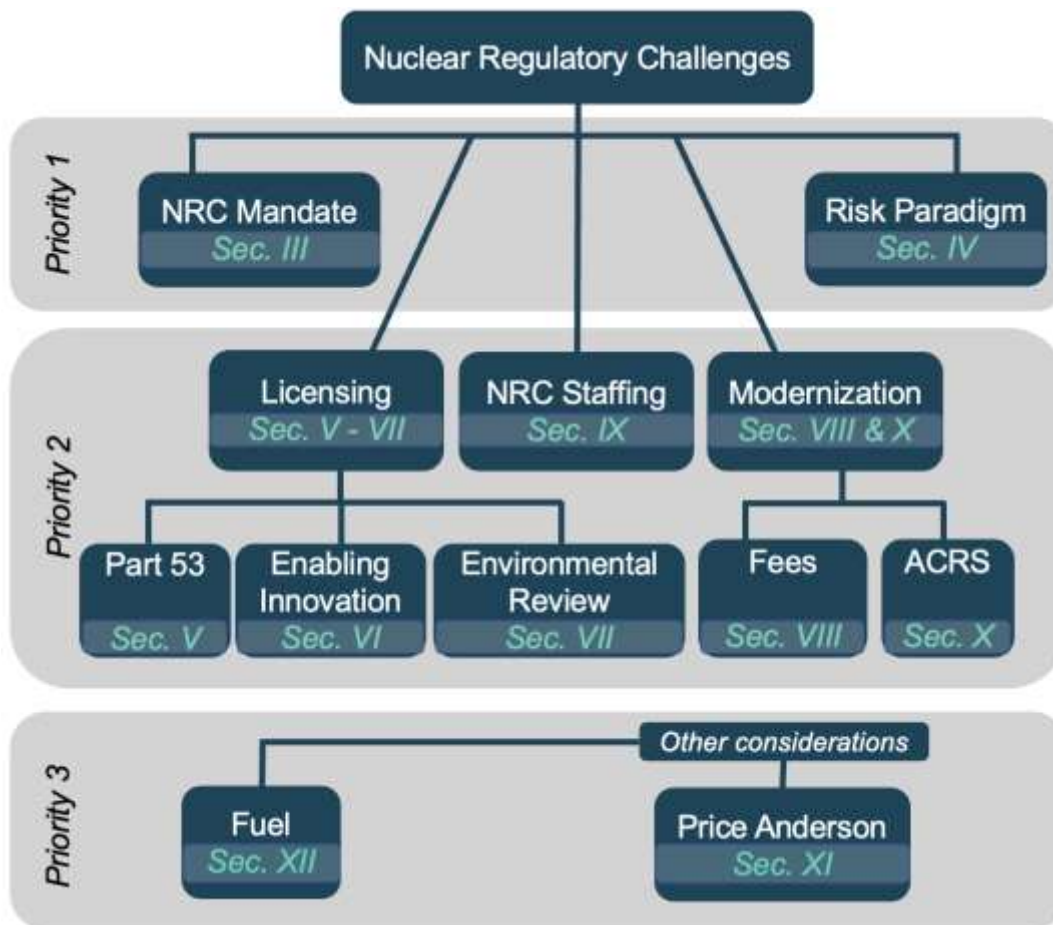 Nuclear Regulatory Challenges
Priority 1
NRC Mandate
Sec. III
Risk Paradigm
Sec. IV
Priority 2
Licensing
Sec. V - VII
NRC Staffing
Sec. IX
Modernization
Sec. VIII & X
Part 53
Sec. V
Enabling
Innovation
Sec. VI
Environmental
Review
Sec. VII
Fees
Sec. VIII
ACRS
Sec. X
Priority 3
Other considerations
Fuel
Sec. XII
Price Anderson
Sec. XI